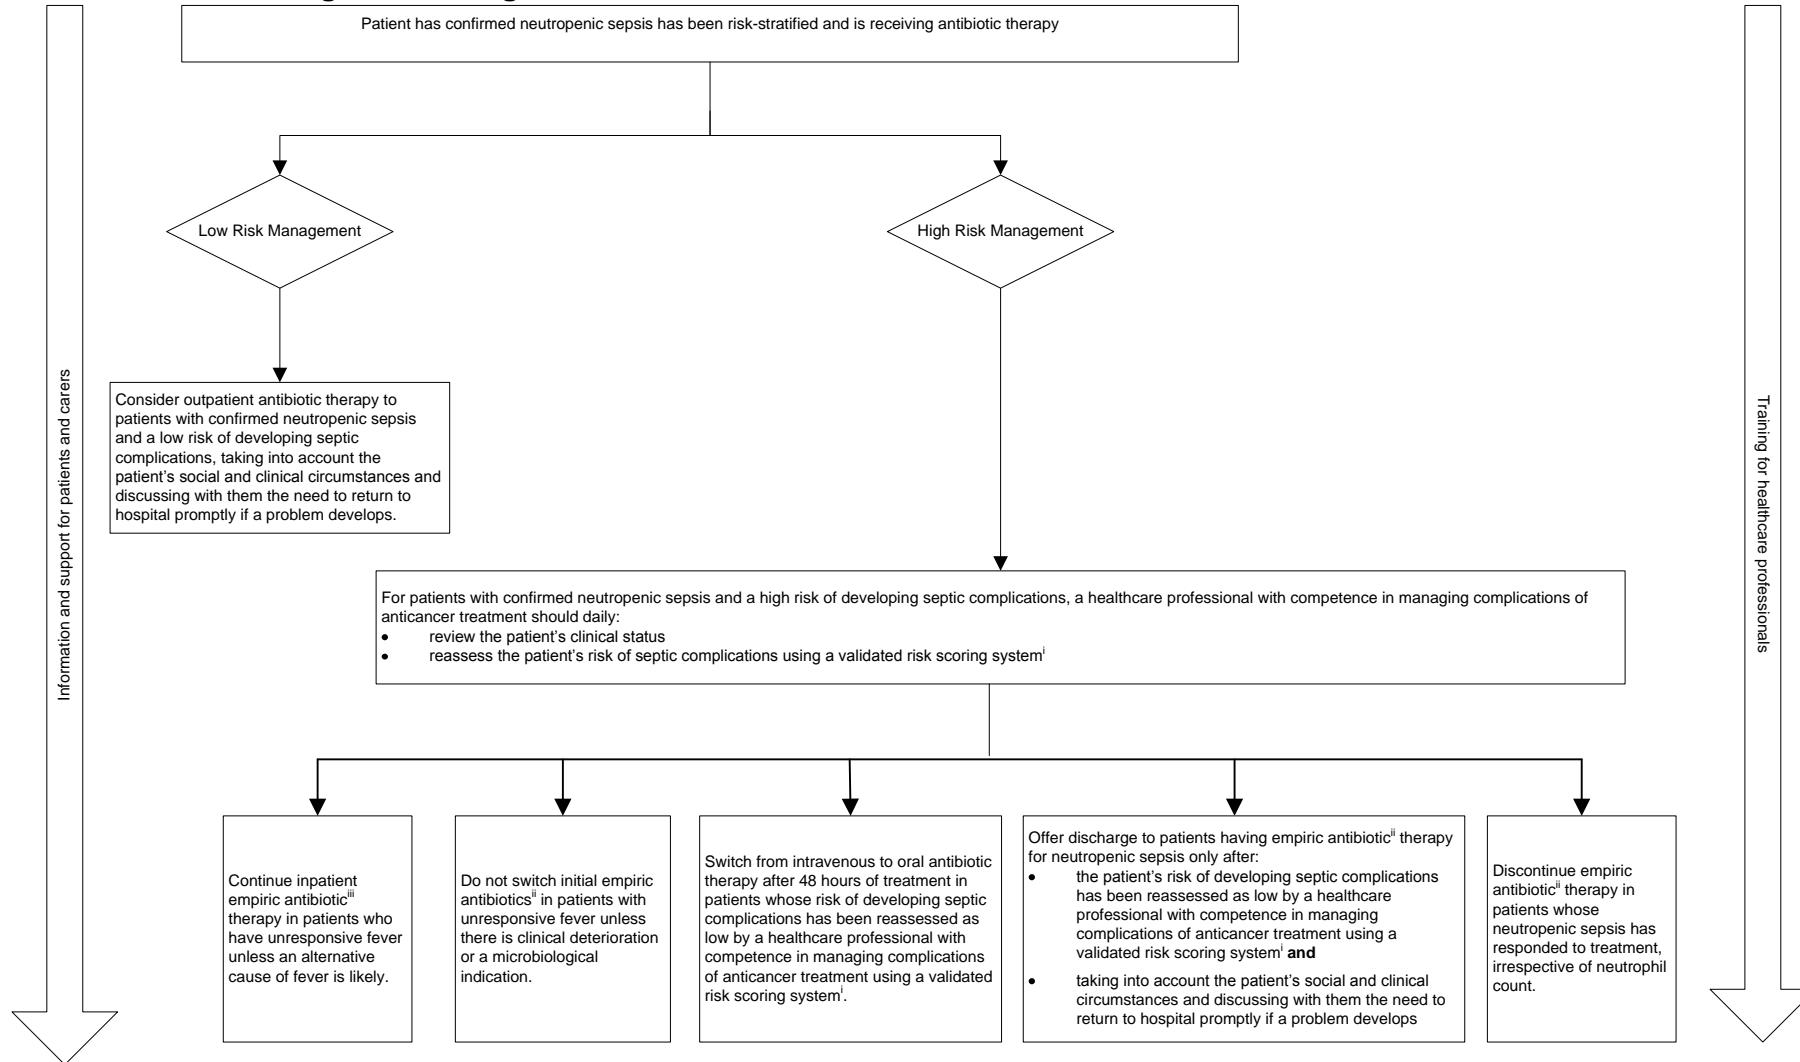 Patient has confirmed neutropenic sepsis has been risk-stratified and is receiving antibiotic therapy
Low Risk Management
High Risk Management
Consider outpatient antibiotic therapy to
patients with confirmed neutropenic sepsis
and a low risk of developing septic
complications, taking into account the
patient’s social and clinical circumstances and
discussing with them the need to return to
hospital promptly if a problem develops.
Information and support for patients and carers
Training for healthcare professionals
For patients with confirmed neutropenic sepsis and a high risk of developing septic complications, a healthcare professional with competence in managing complications of
anticancer treatment should daily:
• review the patient’s clinical status
• reassess the patient’s risk of septic complications using a validated risk scoring systemⁱ
Continue inpatient
empiric antibioticⁱⁱⁱ
therapy in patients who
have unresponsive fever
unless an alternative
cause of fever is likely.
Do not switch initial empiric
antibioticsⁱⁱ in patients with
unresponsive fever unless
there is clinical deterioration
or a microbiological
indication.
Switch from intravenous to oral antibiotic
therapy after 48 hours of treatment in
patients whose risk of developing septic
complications has been reassessed as
low by a healthcare professional with
competence in managing complications
of anticancer treatment using a validated
risk scoring systemⁱ.
Offer discharge to patients having empiric antibioticⁱⁱ therapy
for neutropenic sepsis only after:
• the patient’s risk of developing septic complications
has been reassessed as low by a healthcare
professional with competence in managing
complications of anticancer treatment using a
validated risk scoring systemⁱ and
• taking into account the patient’s social and clinical
circumstances and discussing with them the need to
return to hospital promptly if a problem develops
Discontinue empiric
antibioticⁱⁱ therapy in
patients whose
neutropenic sepsis has
responded to treatment,
irrespective of neutrophil
count.